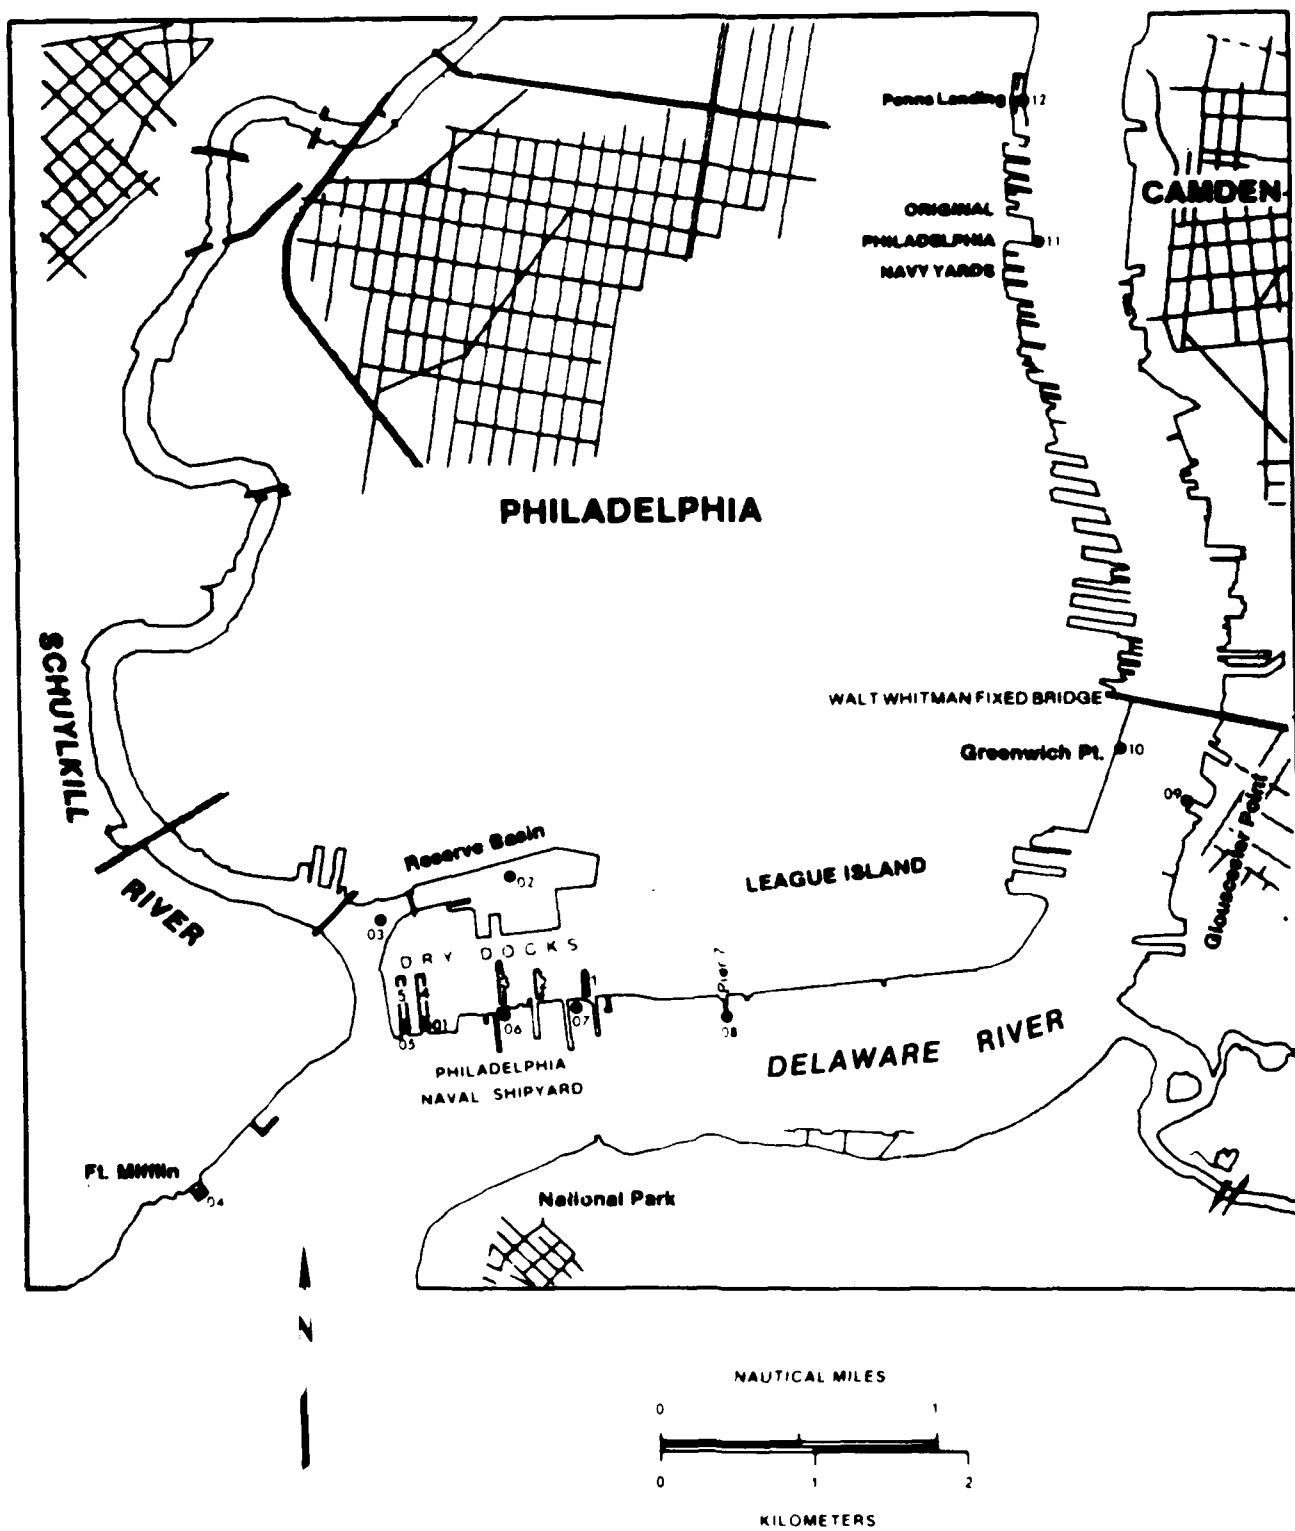 Penns Landing 12
CAMDEN
ORIGINAL
PHILADELPHIA 11
NAVY YARDS
PHILADELPHIA
SCHUYLKILL
RIVER
WALT WHITMAN FIXED BRIDGE
Greenwich Pt. 10
09
Gloucester Point
Reserve Basin
02
LEAGUE ISLAND
03
DRY DOCKS
5 4 3 2 1
Pier 7
05 01 06 07 08
PHILADELPHIA
NAVAL SHIPYARD
DELAWARE RIVER
Ft. Mifflin
04
National Park
N
NAUTICAL MILES
0 1
0 1 2
KILOMETERS